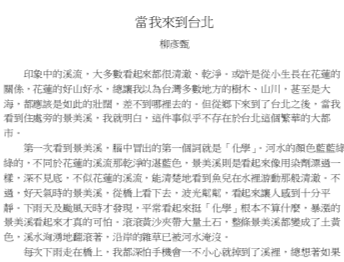 當我來到台北
柳彥甄
印象中的溪流，大多數看起來都很清澈、乾淨。或許是從小生長在花蓮的
關係，花蓮的好山好水，總讓我以為台灣多數地方的樹木、山川，甚至是大
海，都應該是如此的壯闊，差不到哪裡去的。但從鄉下來到了台北之後，當我
看到住處旁的景美溪，我就明白，這件事似乎不存在於台北這個繁華的大都
市。
第一次看到景美溪，腦中冒出的第一個詞就是「化學」。河水的顏色藍藍綠
綠的，不同於花蓮的溪流那乾淨的湛藍色。景美溪則是看起來像用染劑漂過一
樣，深不見底，不似花蓮的溪流，能清楚地看到魚兒在水裡游動那般清澈。不
過，好天氣時的景美溪，從橋上看下去，波光粼粼，看起來讓人感到十分平
靜。下雨天及颱風天時才發現，平常看起來挺「化學」根本不算什麼，暴漲的
景美溪看起來才真的可怕，滾滾黃沙夾帶大量土石，整條景美溪都變成了土黃
色，溪水洶湧地翻滾著，沿岸的雜草已被河水淹沒。
每次下雨走在橋上，我都深怕手機會一不小心就掉到了溪裡，總想著如果